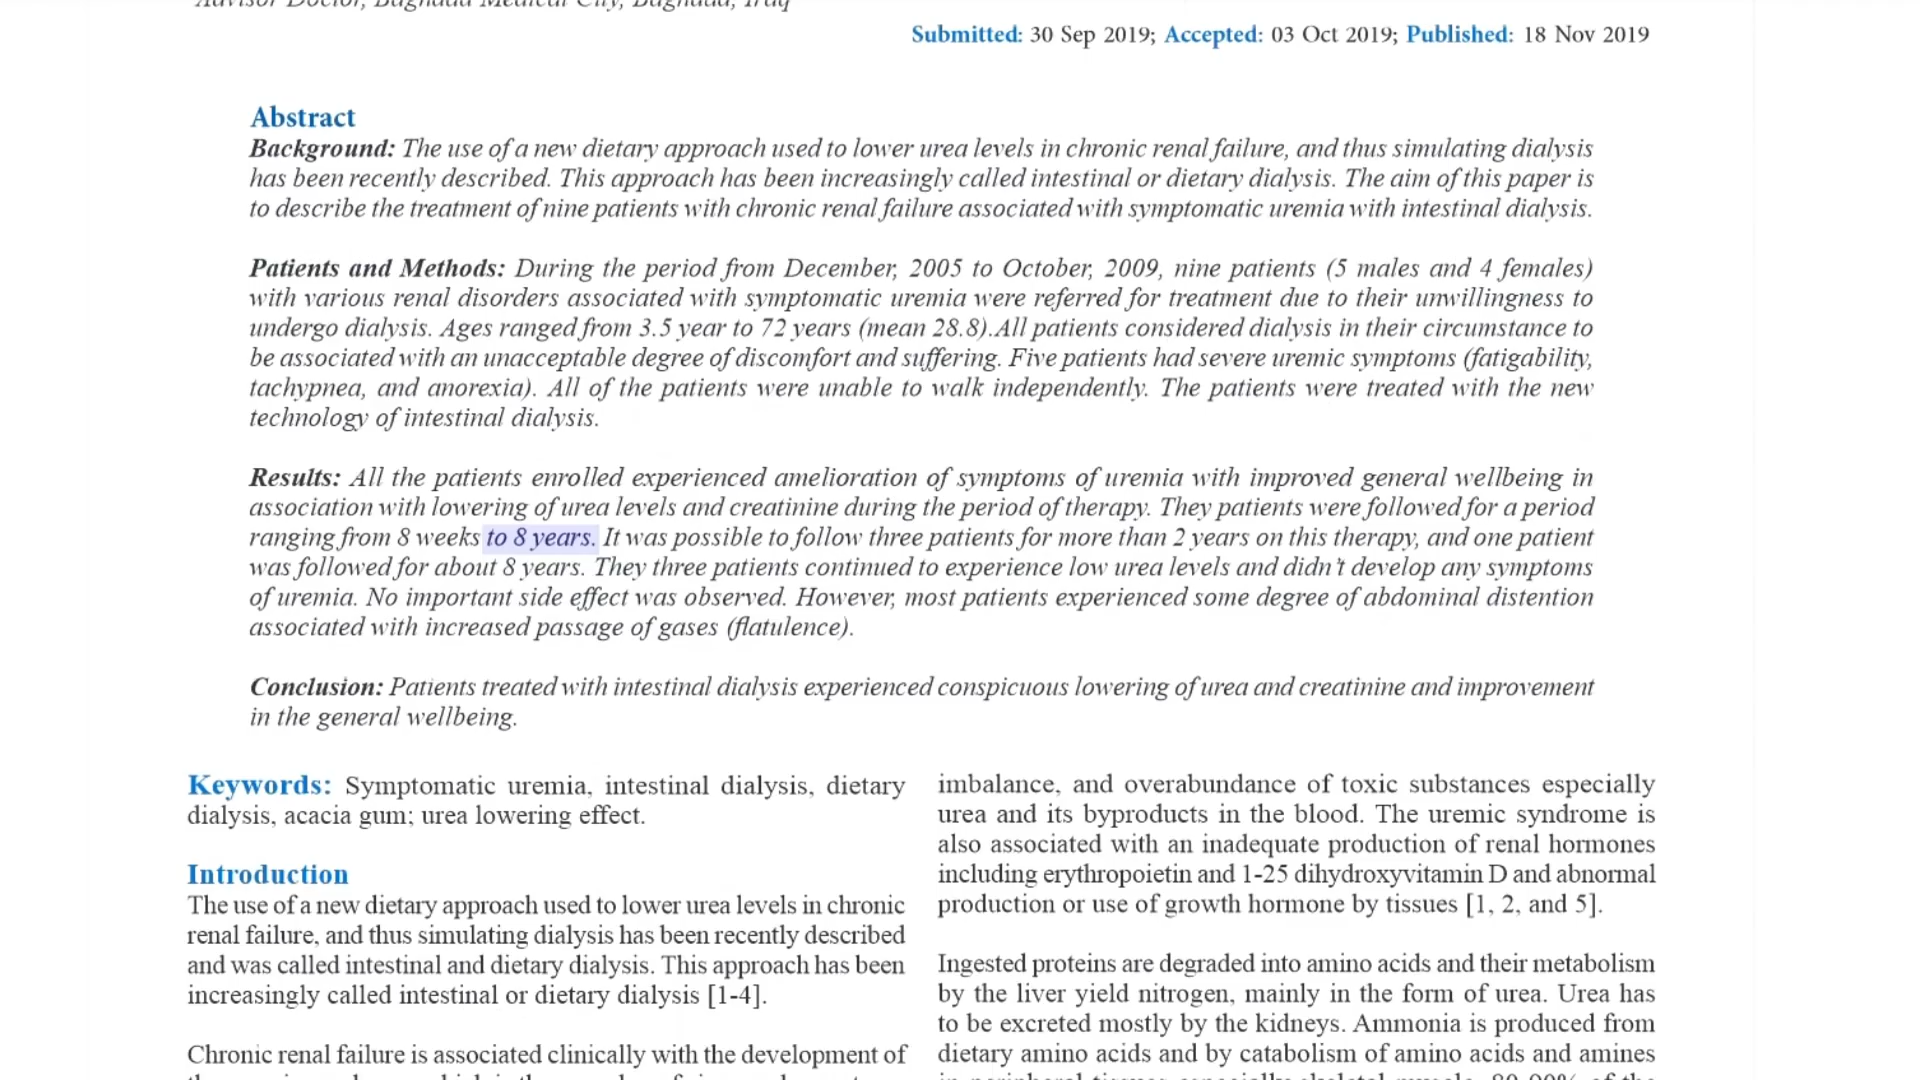 Advisor Doctor, Baghdad Medical City, Baghdad, Iraq
Submitted: 30 Sep 2019; Accepted: 03 Oct 2019; Published: 18 Nov 2019
Abstract
Background: The use of a new dietary approach used to lower urea levels in chronic renal failure, and thus simulating dialysis
has been recently described. This approach has been increasingly called intestinal or dietary dialysis. The aim of this paper is
to describe the treatment of nine patients with chronic renal failure associated with symptomatic uremia with intestinal dialysis.
Patients and Methods: During the period from December, 2005 to October, 2009, nine patients (5 males and 4 females)
with various renal disorders associated with symptomatic uremia were referred for treatment due to their unwillingness to
undergo dialysis. Ages ranged from 3.5 year to 72 years (mean 28.8).All patients considered dialysis in their circumstance to
be associated with an unacceptable degree of discomfort and suffering. Five patients had severe uremic symptoms (fatigability,
tachypnea, and anorexia). All of the patients were unable to walk independently. The patients were treated with the new
technology of intestinal dialysis.
Results: All the patients enrolled experienced amelioration of symptoms of uremia with improved general wellbeing in
association with lowering of urea levels and creatinine during the period of therapy. They patients were followed for a period
ranging from 8 weeks to 8 years. It was possible to follow three patients for more than 2 years on this therapy, and one patient
was followed for about 8 years. They three patients continued to experience low urea levels and didn't develop any symptoms
of uremia. No important side effect was observed. However, most patients experienced some degree of abdominal distention
associated with increased passage of gases (flatulence).
Conclusion: Patients treated with intestinal dialysis experienced conspicuous lowering of urea and creatinine and improvement
in the general wellbeing.
Keywords: Symptomatic uremia, intestinal dialysis, dietary
dialysis, acacia gum; urea lowering effect.
Introduction
The use of a new dietary approach used to lower urea levels in chronic
renal failure, and thus simulating dialysis has been recently described
and was called intestinal and dietary dialysis. This approach has been
increasingly called intestinal or dietary dialysis [1-4].
Chronic renal failure is associated clinically with the development of
imbalance, and overabundance of toxic substances especially
urea and its byproducts in the blood. The uremic syndrome is
also associated with an inadequate production of renal hormones
including erythropoietin and 1-25 dihydroxyvitamin D and abnormal
production or use of growth hormone by tissues [1, 2, and 5].
Ingested proteins are degraded into amino acids and their metabolism
by the liver yield nitrogen, mainly in the form of urea. Urea has
to be excreted mostly by the kidneys. Ammonia is produced from
dietary amino acids and by catabolism of amino acids and amines